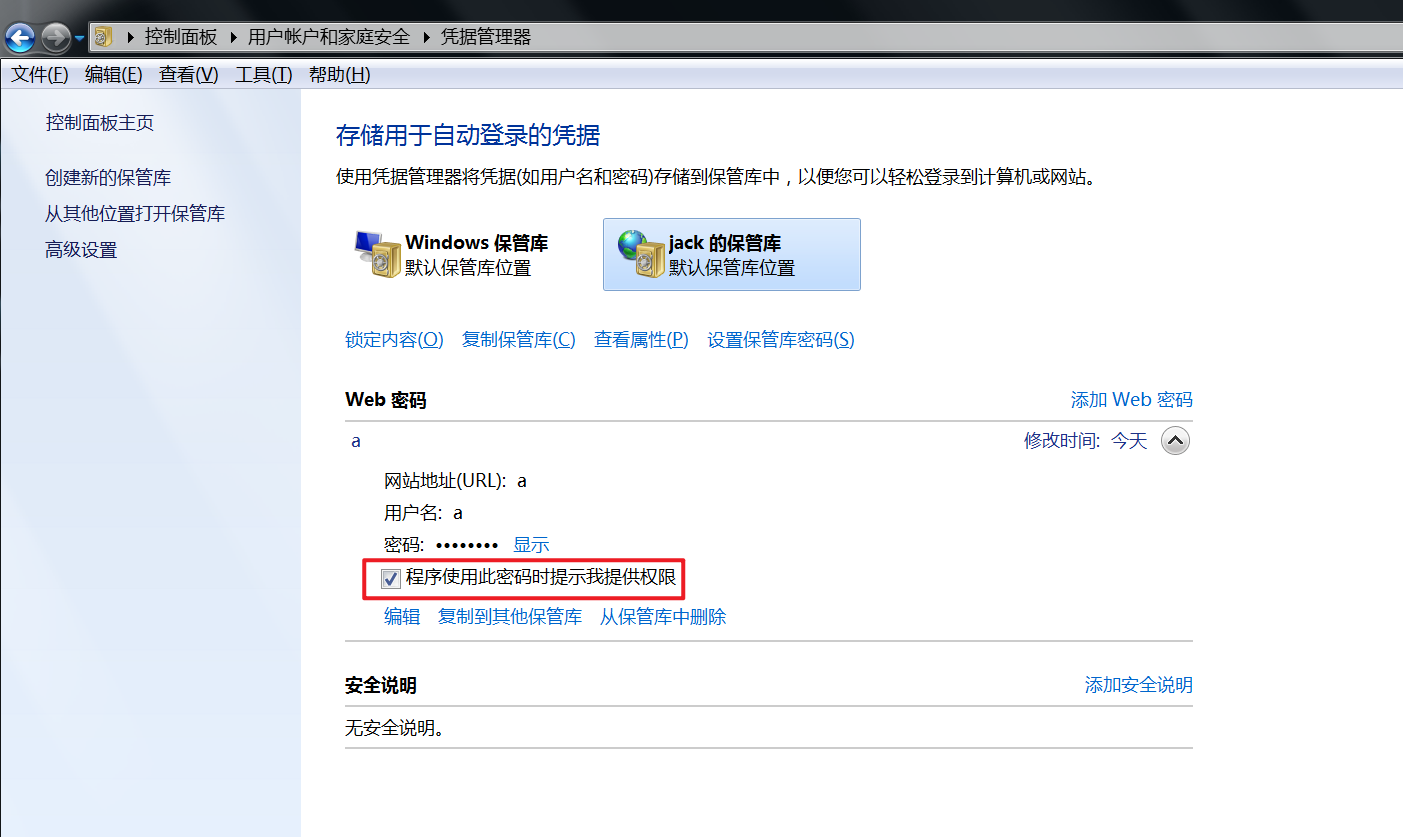 控制面板 用户帐户和家庭安全 凭据管理器
文件(F) 编辑(E) 查看(V) 工具(T) 帮助(H)
控制面板主页
创建新的保管库
从其他位置打开保管库
高级设置
存储用于自动登录的凭据
使用凭据管理器将凭据(如用户名和密码)存储到保管库中，以便您可以轻松登录到计算机或网站。
Windows 保管库
默认保管库位置
jack 的保管库
默认保管库位置
锁定内容(O) 复制保管库(C) 查看属性(P) 设置保管库密码(S)
Web 密码 添加 Web 密码
a 修改时间: 今天
网站地址(URL): a
用户名: a
密码: •••••••• 显示
程序使用此密码时提示我提供权限
编辑 复制到其他保管库 从保管库中删除
安全说明 添加安全说明
无安全说明。